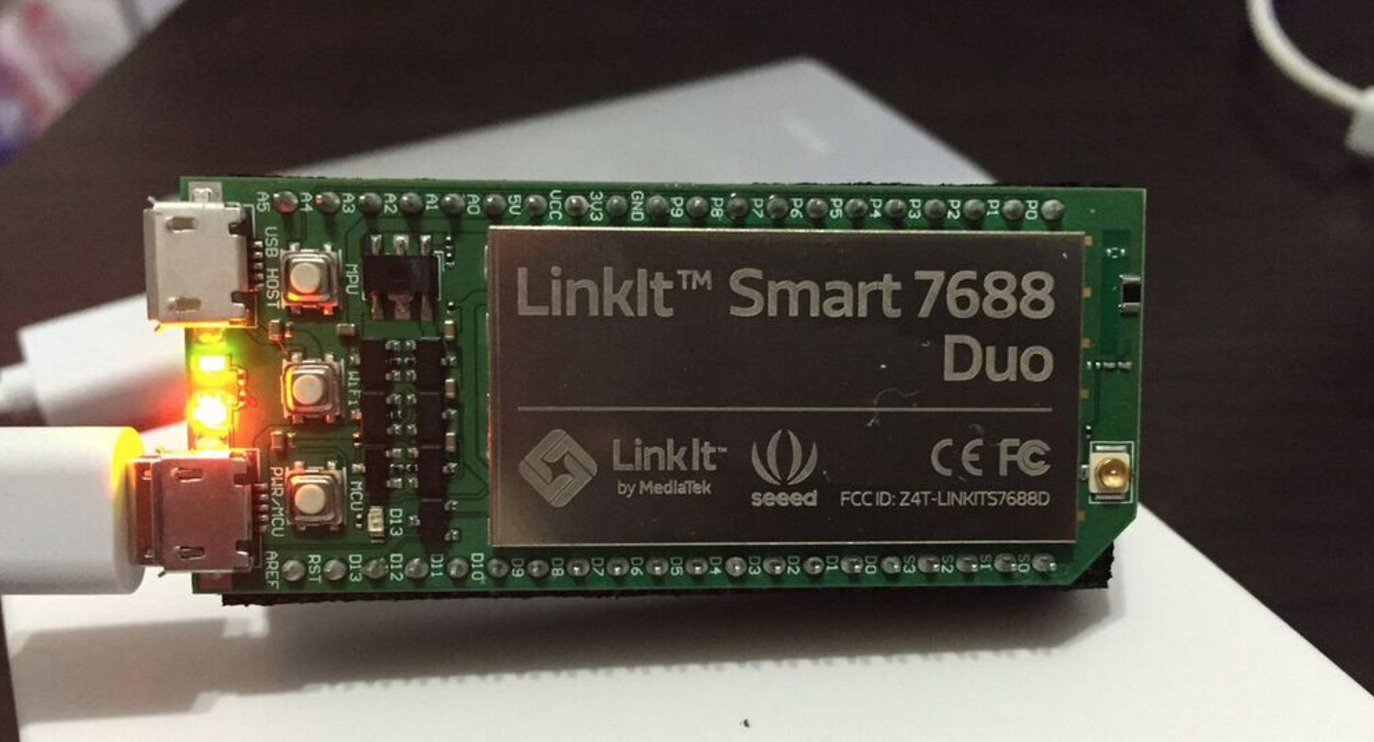 A5 A4 A3 A2 A1 A0 5V VCC 3V3 GND P9 P8 P7 P6 P5 P4 P3 P2 P1 P0
USB HOST
MPU
LinkIt™ Smart 7688
Duo
WiFi
LinkIt™
by MediaTek
seeed
CE FC
FCC ID: Z4T-LINKITS7688D
PWR/MCU
MCU
D13
AREF RST D13 D12 D11 D10 D9 D8 D7 D6 D5 D4 D3 D2 D1 D0 S3 S2 S1 S0